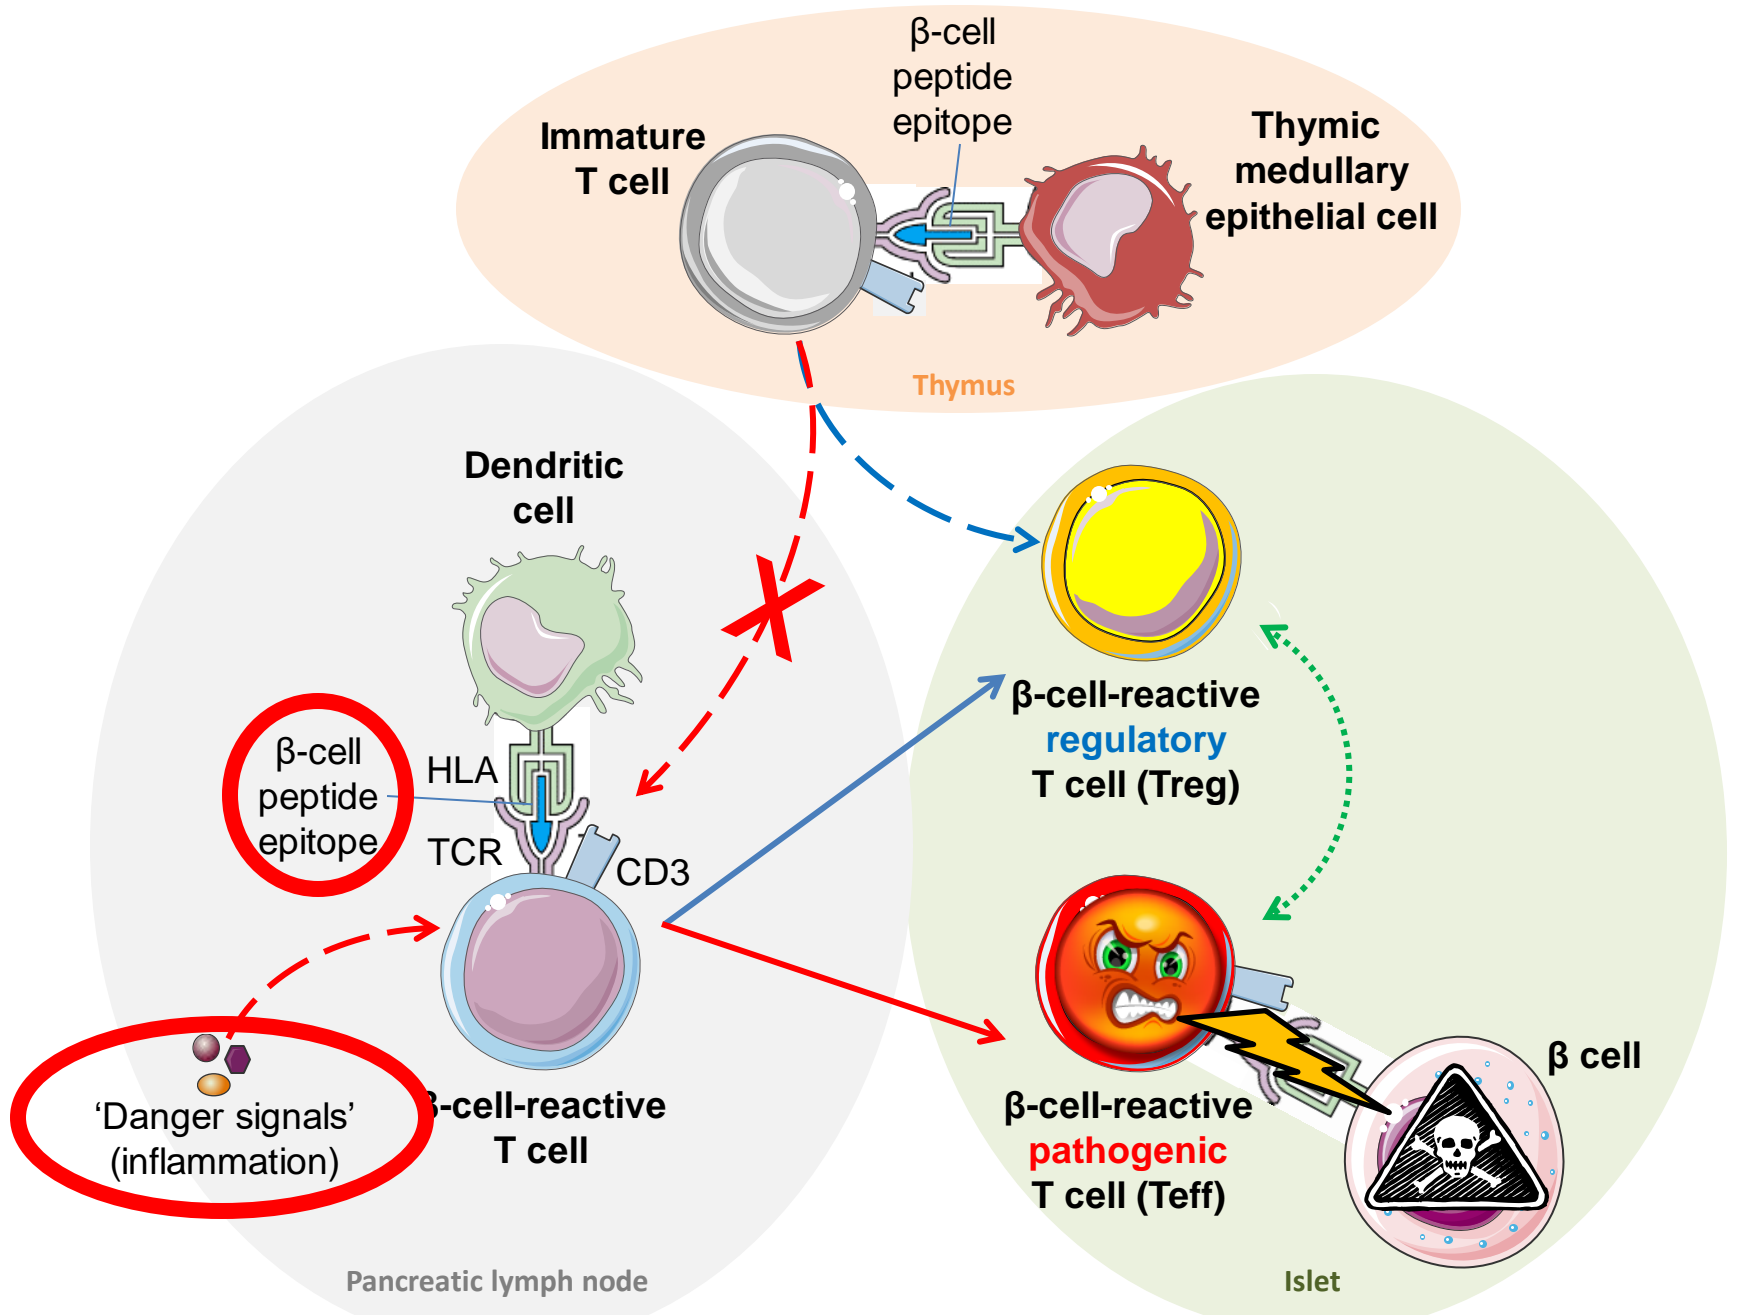 β-cell
peptide
epitope
Immature
T cell
Thymic
medullary
epithelial cell
Thymus
Dendritic
cell
β-cell
peptide
epitope
HLA
TCR
CD3
'Danger signals'
(inflammation)
β-cell-reactive
T cell
Pancreatic lymph node
β-cell-reactive
regulatory
T cell (Treg)
β-cell-reactive
pathogenic
T cell (Teff)
β cell
Islet